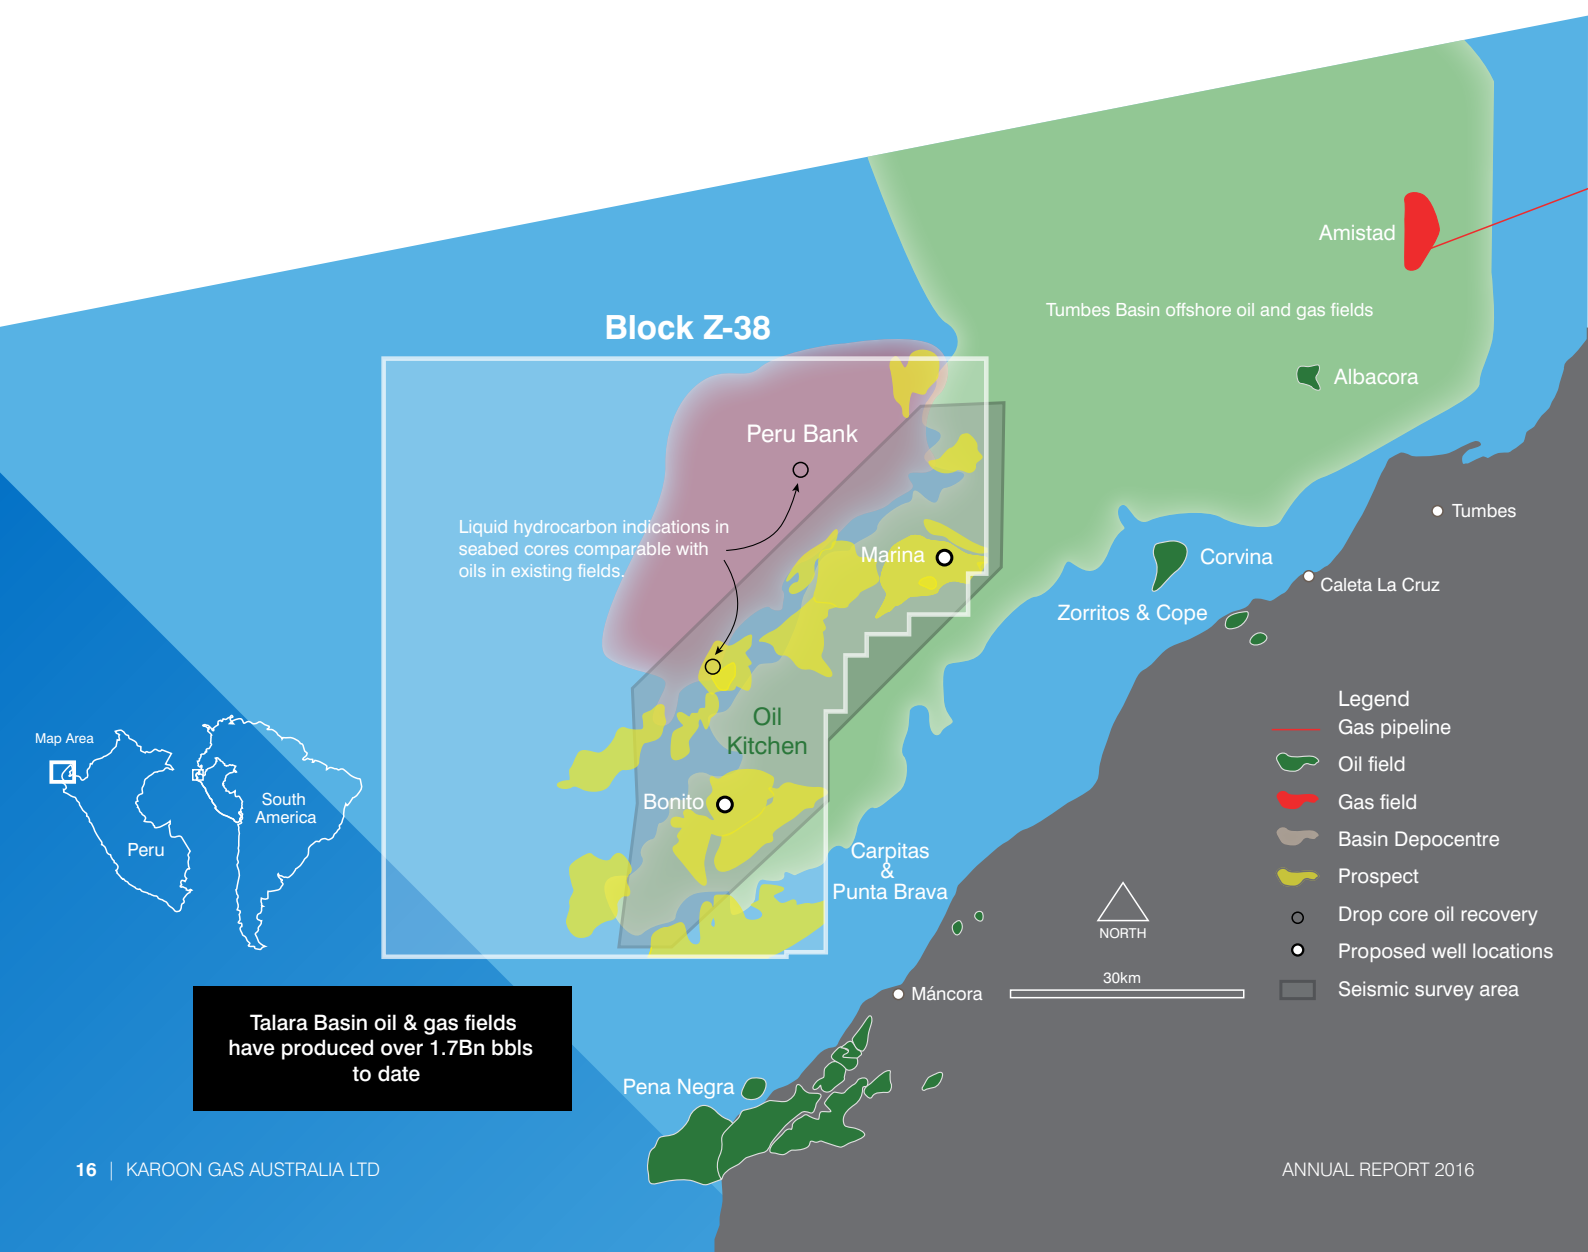 Amistad
Tumbes Basin offshore oil and gas fields
Block Z-38
Albacora
Peru Bank
Tumbes
Liquid hydrocarbon indications in
seabed cores comparable with
oils in existing fields.
Marina
Corvina
Caleta La Cruz
Zorritos & Cope
Oil
Kitchen
Bonito
Map Area
Peru
South
America
Carpitas
&
Punta Brava
NORTH
30km
Máncora
Legend
Gas pipeline
Oil field
Gas field
Basin Depocentre
Prospect
Drop core oil recovery
Proposed well locations
Seismic survey area
Talara Basin oil & gas fields
have produced over 1.7Bn bbls
to date
Pena Negra
16 | KAROON GAS AUSTRALIA LTD
ANNUAL REPORT 2016